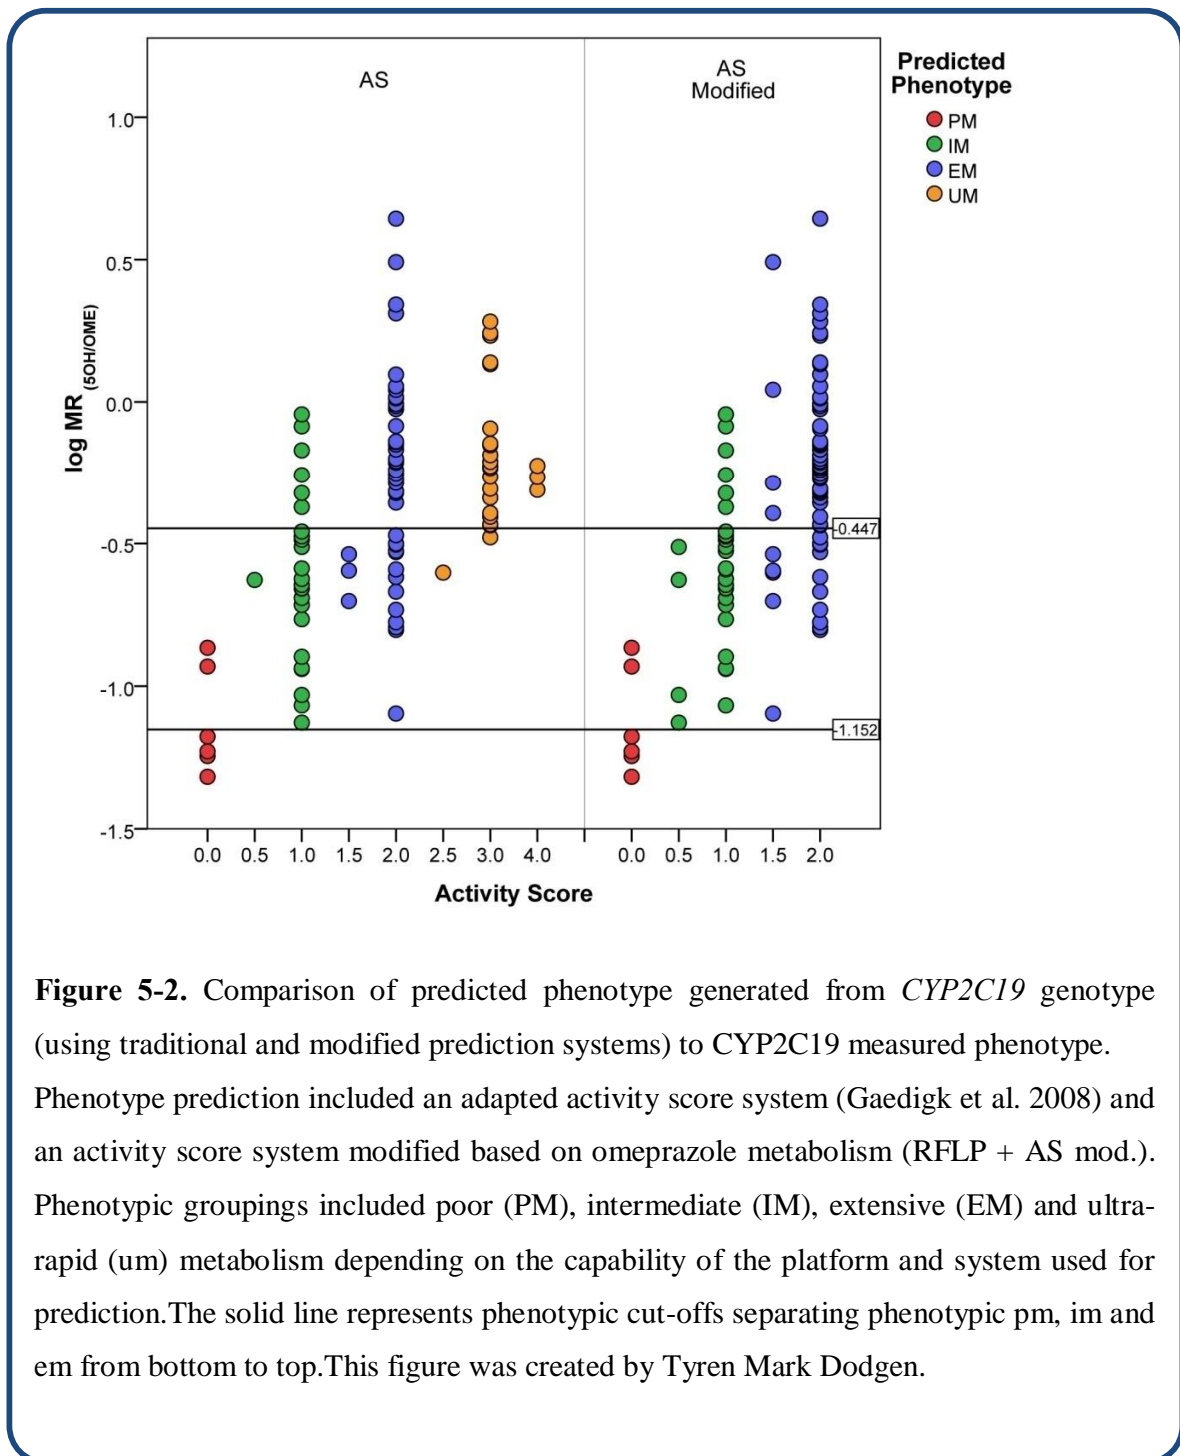 AS
AS
Modified
Predicted
Phenotype
PM
IM
EM
UM
1.0
0.5
0.0
-0.5
-1.0
-1.5
log MR (5OH/OME)
-0.447
-1.152
0.0 0.5 1.0 1.5 2.0 2.5 3.0 4.0 0.0 0.5 1.0 1.5 2.0
Activity Score
Figure 5-2. Comparison of predicted phenotype generated from CYP2C19 genotype
(using traditional and modified prediction systems) to CYP2C19 measured phenotype.
Phenotype prediction included an adapted activity score system (Gaedigk et al. 2008) and
an activity score system modified based on omeprazole metabolism (RFLP + AS mod.).
Phenotypic groupings included poor (PM), intermediate (IM), extensive (EM) and ultra-
rapid (um) metabolism depending on the capability of the platform and system used for
prediction.The solid line represents phenotypic cut-offs separating phenotypic pm, im and
em from bottom to top.This figure was created by Tyren Mark Dodgen.